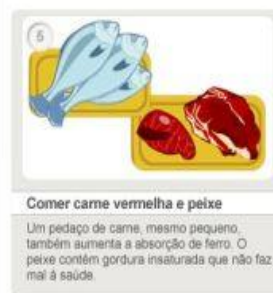 5
Comer carne vermelha e peixe
Um pedaço de carne, mesmo pequeno,
também aumenta a absorção de ferro. O
peixe contém gordura insaturada que não faz
mal à saúde.